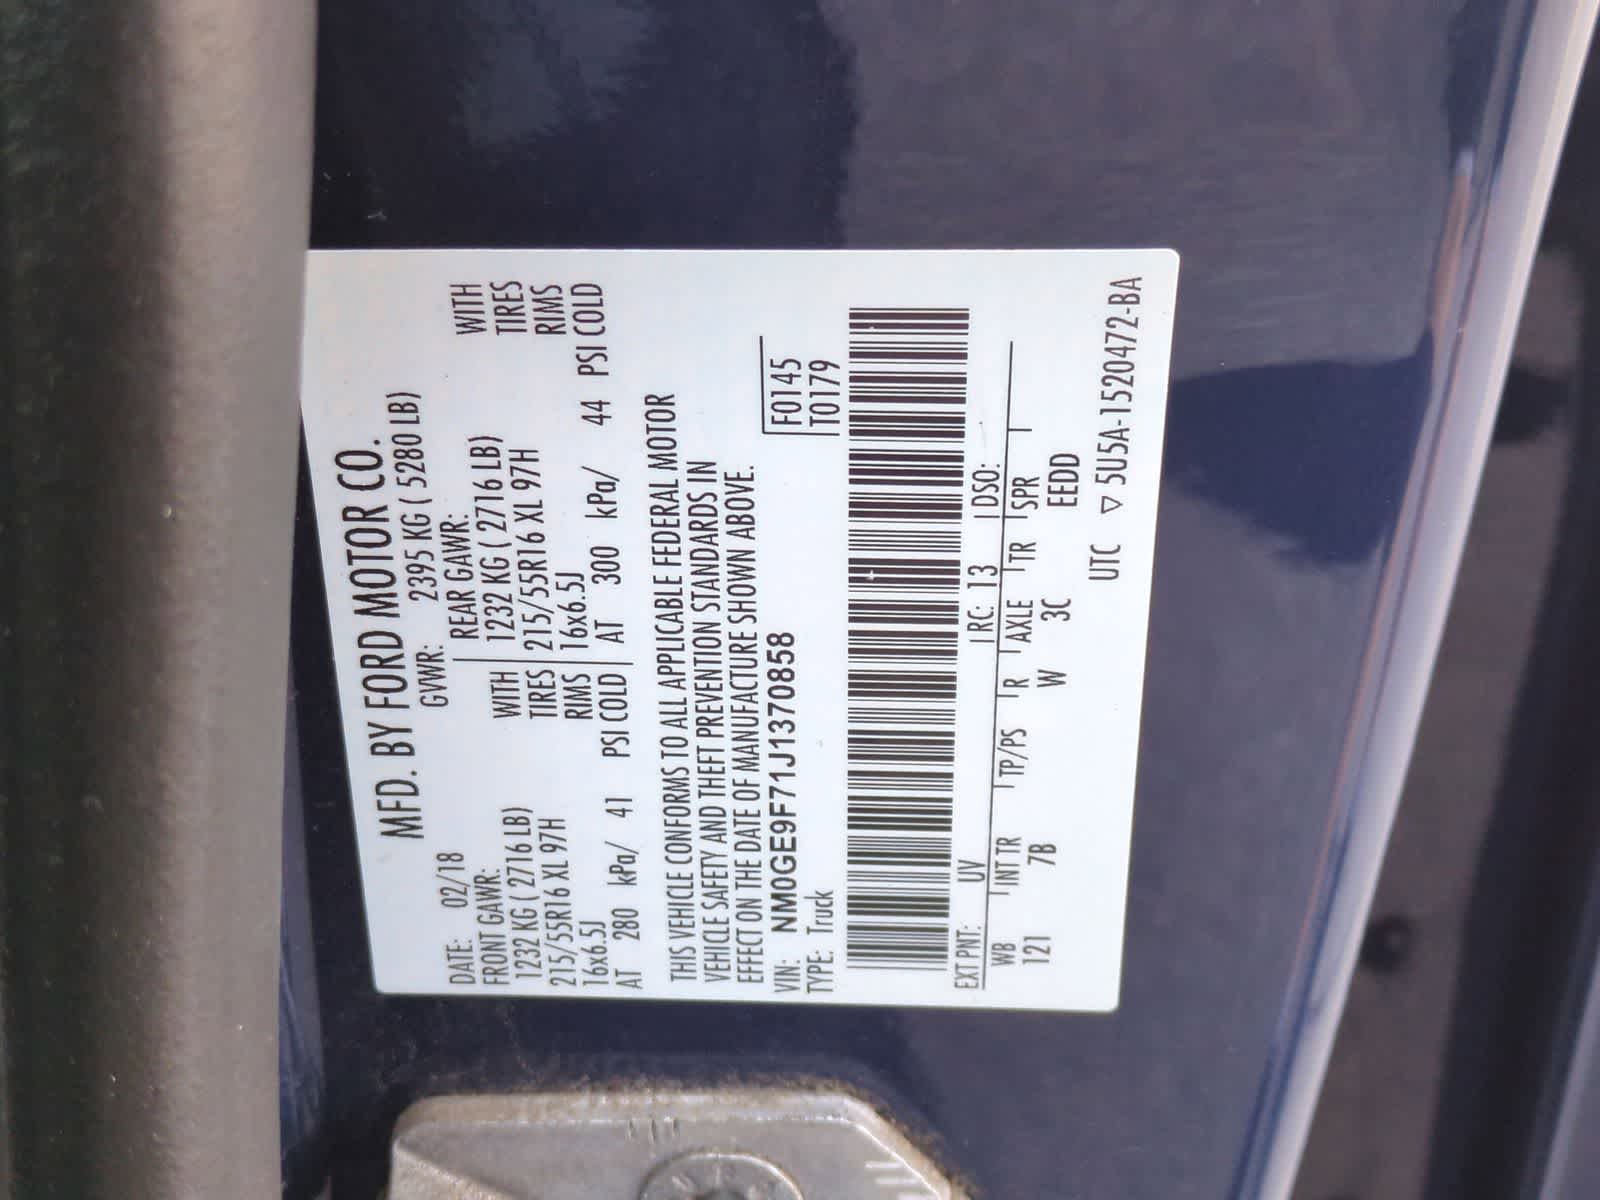 MFD. BY FORD MOTOR CO.
DATE: 02/18 GVWR: 2395 KG ( 5280 LB)
FRONT GAWR: REAR GAWR:
1232 KG ( 2716 LB) WITH 1232 KG ( 2716 LB) WITH
215/55R16 XL 97H TIRES 215/55R16 XL 97H TIRES
16x6.5J RIMS 16x6.5J RIMS
AT 280 kPa/ 41 PSI COLD AT 300 kPa/ 44 PSI COLD
THIS VEHICLE CONFORMS TO ALL APPLICABLE FEDERAL MOTOR
VEHICLE SAFETY AND THEFT PREVENTION STANDARDS IN
EFFECT ON THE DATE OF MANUFACTURE SHOWN ABOVE.
VIN: NM0GE9F71J1370858 F0145
TYPE: Truck T0179
EXT PNT: UV RC: 13 DSO:
WB INT TR TP/PS R AXLE TR SPR
121 7B W 3C EEDD
UTC ▽ 5U5A-1520472-BA